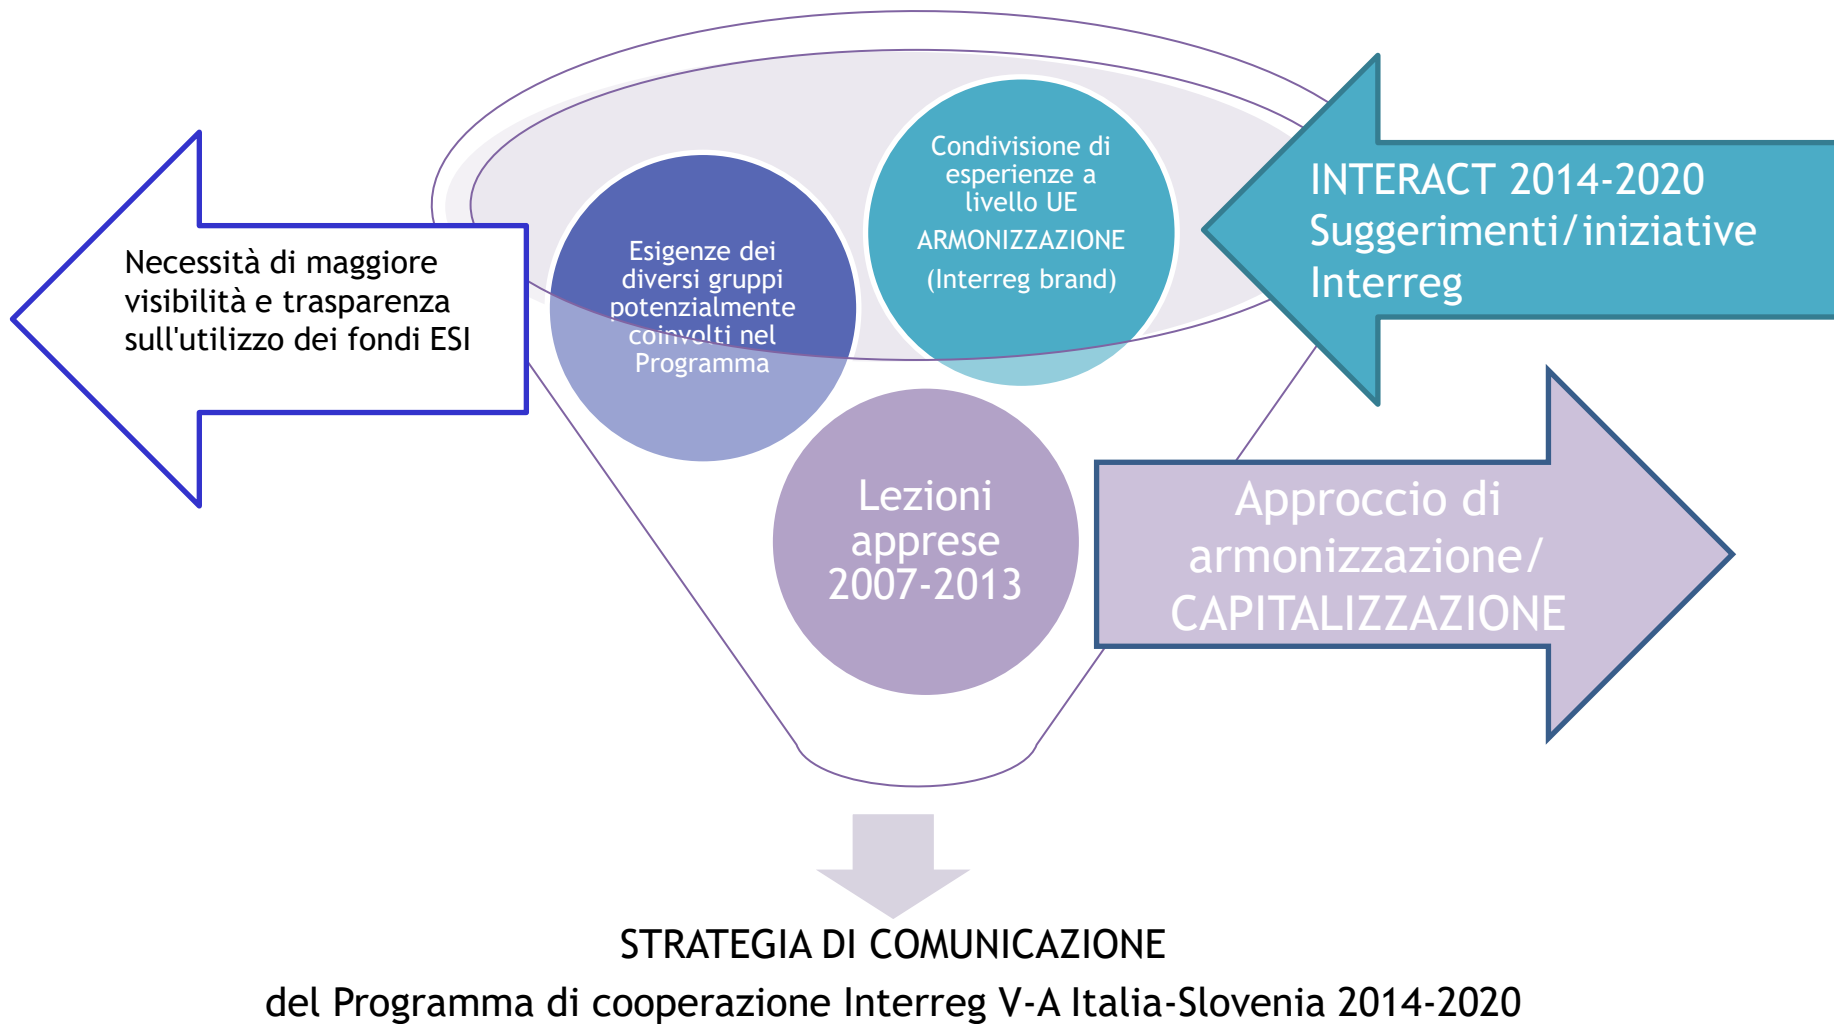 Necessità di maggiore
visibilità e trasparenza
sull'utilizzo dei fondi ESI
Esigenze dei
diversi gruppi
potenzialmente
coinvolti nel
Programma
Condivisione di
esperienze a
livello UE
ARMONIZZAZIONE
(Interreg brand)
INTERACT 2014-2020
Suggerimenti/iniziative
Interreg
Lezioni
apprese
2007-2013
Approccio di
armonizzazione/
CAPITALIZZAZIONE
STRATEGIA DI COMUNICAZIONE
del Programma di cooperazione Interreg V-A Italia-Slovenia 2014-2020